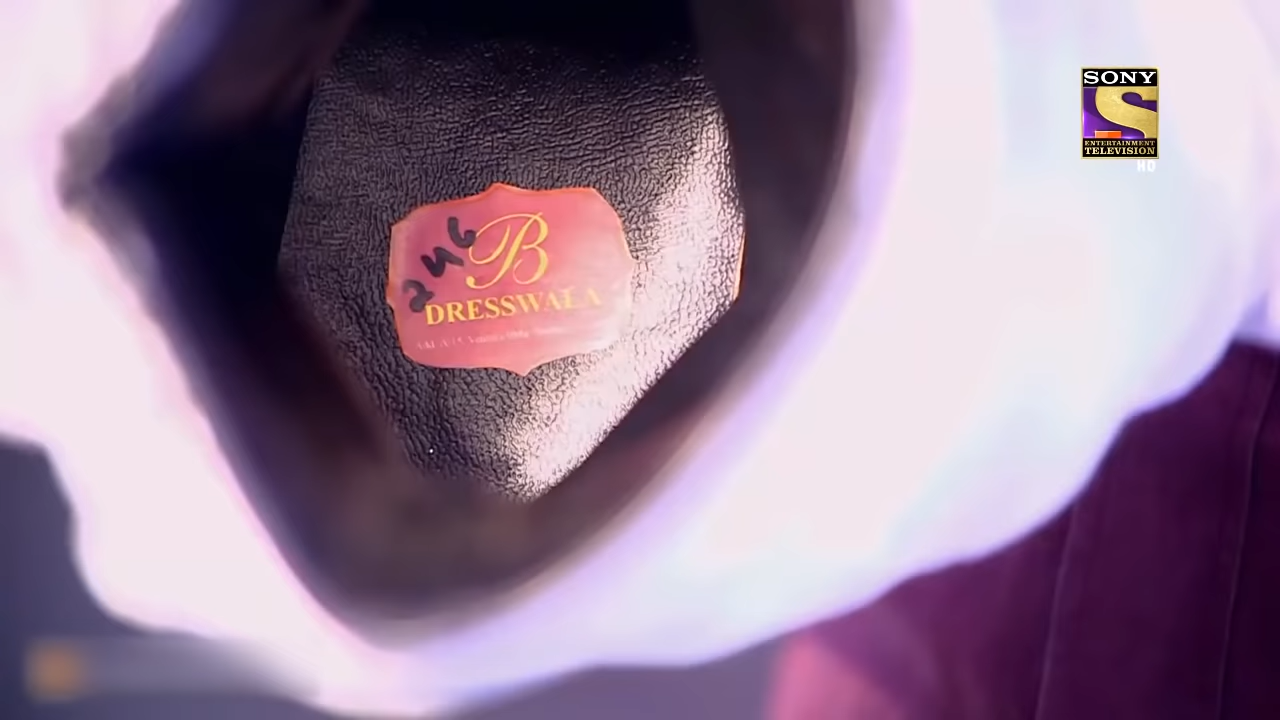 SONY
ENTERTAINMENT
TELEVISION
HD
246
B
DRESSWALA